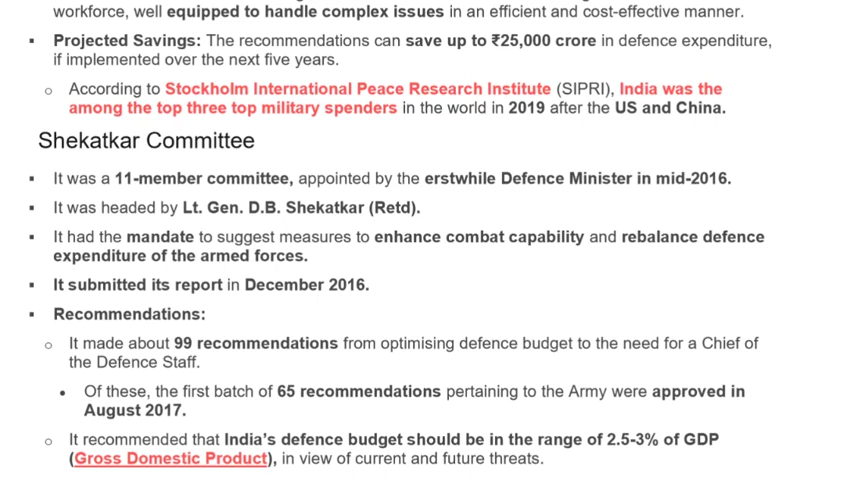 workforce, well equipped to handle complex issues in an efficient and cost-effective manner.
▪ Projected Savings: The recommendations can save up to ₹25,000 crore in defence expenditure,
if implemented over the next five years.
o According to Stockholm International Peace Research Institute (SIPRI), India was the
among the top three top military spenders in the world in 2019 after the US and China.
Shekatkar Committee
▪ It was a 11-member committee, appointed by the erstwhile Defence Minister in mid-2016.
▪ It was headed by Lt. Gen. D.B. Shekatkar (Retd).
▪ It had the mandate to suggest measures to enhance combat capability and rebalance defence
expenditure of the armed forces.
▪ It submitted its report in December 2016.
▪ Recommendations:
o It made about 99 recommendations from optimising defence budget to the need for a Chief of
the Defence Staff.
• Of these, the first batch of 65 recommendations pertaining to the Army were approved in
August 2017.
o It recommended that India's defence budget should be in the range of 2.5-3% of GDP
(Gross Domestic Product), in view of current and future threats.